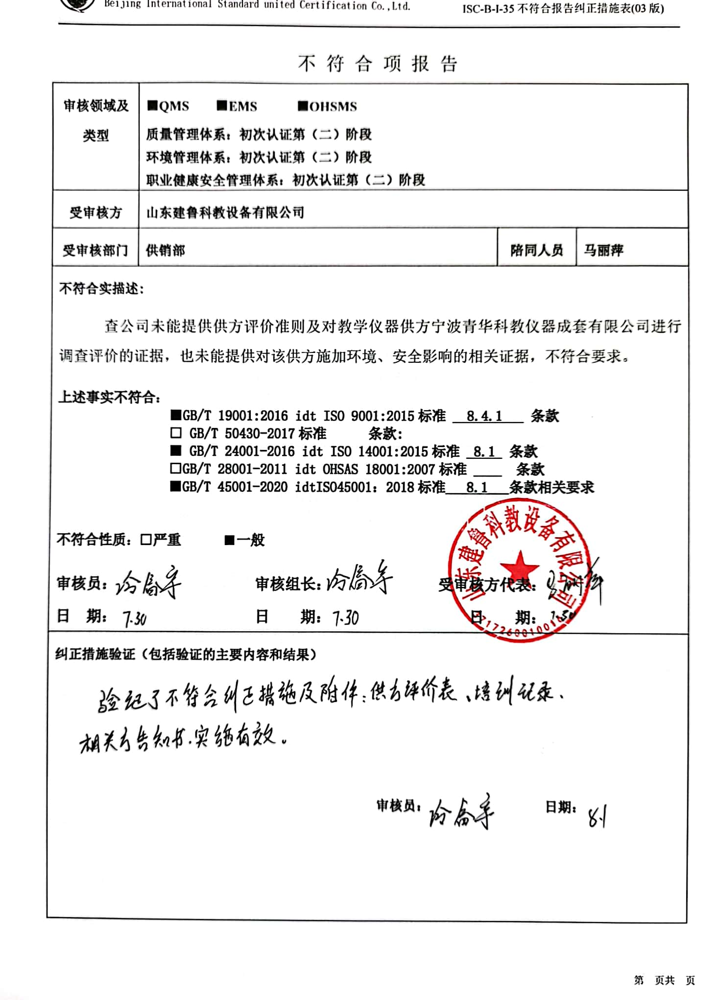 Beijing International Standard united Certification Co.,Ltd.
ISC-B-I-35 不符合报告纠正措施表(03 版)
不符合项报告
审核领域及类型
■QMS ■EMS ■OHSMS
质量管理体系：初次认证第（二）阶段
环境管理体系：初次认证第（二）阶段
职业健康安全管理体系：初次认证第（二）阶段
受审核方 山东建鲁科教设备有限公司
受审核部门 供销部 陪同人员 马丽萍
不符合实描述：
查公司未能提供供方评价准则及对教学仪器供方宁波青华科教仪器成套有限公司进行
调查评价的证据，也未能提供对该供方施加环境、安全影响的相关证据，不符合要求。
上述事实不符合：
■GB/T 19001:2016 idt ISO 9001:2015 标准 8.4.1 条款
□ GB/T 50430-2017 标准 条款：
■ GB/T 24001-2016 idt ISO 14001:2015 标准 8.1 条款
□GB/T 28001-2011 idt OHSAS 18001:2007 标准 ____ 条款
■GB/T 45001-2020 idtISO45001：2018 标准 8.1 条款相关要求
不符合性质：□严重 ■一般
山东建鲁科教设备有限公司
审核员： 审核组长： 受审核方代表：马丽萍
日 期：7.30 日 期：7.30 日 期：7.30
纠正措施验证（包括验证的主要内容和结果）
验证了不符合纠正措施及附件：供方评价表、培训记录、
相关方告知书.实施有效。
审核员： 日期：8.1
第 页共 页